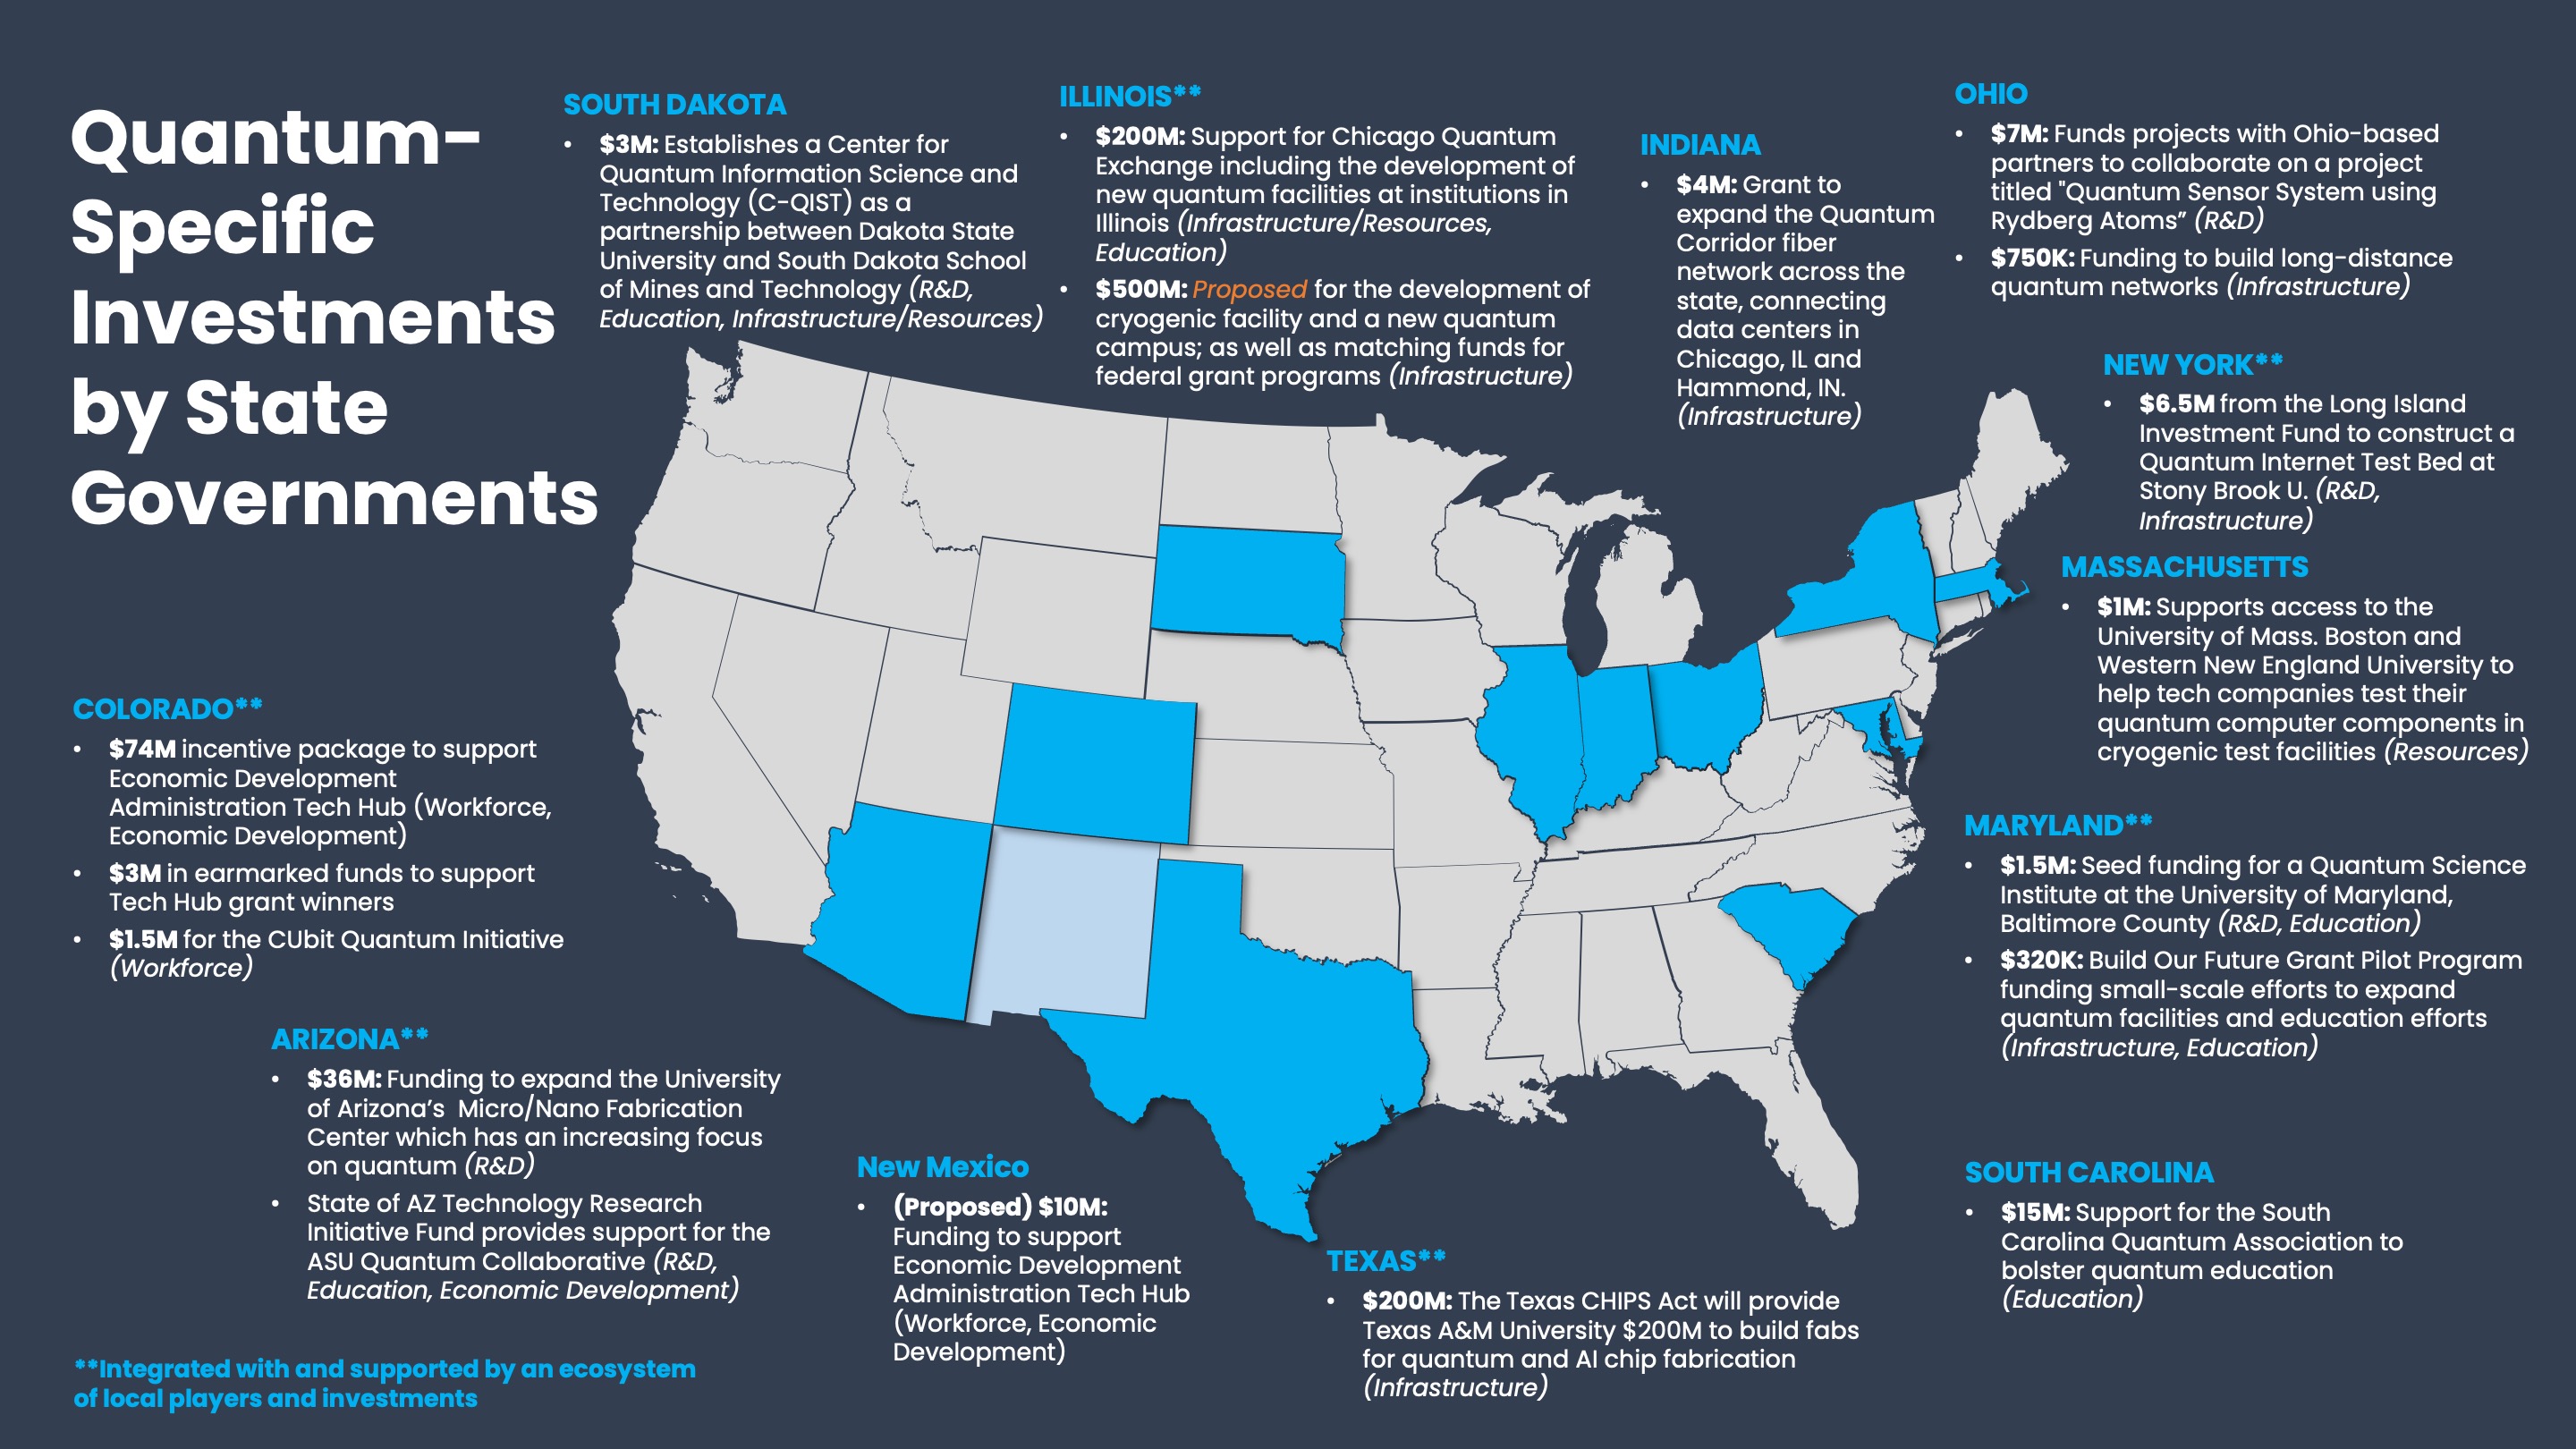 Quantum-
Specific
Investments
by State
Governments
SOUTH DAKOTA
• $3M: Establishes a Center for
Quantum Information Science and
Technology (C-QIST) as a
partnership between Dakota State
University and South Dakota School
of Mines and Technology (R&D,
Education, Infrastructure/Resources)
ILLINOIS**
• $200M: Support for Chicago Quantum
Exchange including the development of
new quantum facilities at institutions in
Illinois (Infrastructure/Resources,
Education)
• $500M: Proposed for the development of
cryogenic facility and a new quantum
campus; as well as matching funds for
federal grant programs (Infrastructure)
INDIANA
• $4M: Grant to
expand the Quantum
Corridor fiber
network across the
state, connecting
data centers in
Chicago, IL and
Hammond, IN.
(Infrastructure)
OHIO
• $7M: Funds projects with Ohio-based
partners to collaborate on a project
titled "Quantum Sensor System using
Rydberg Atoms” (R&D)
• $750K: Funding to build long-distance
quantum networks (Infrastructure)
NEW YORK**
• $6.5M from the Long Island
Investment Fund to construct a
Quantum Internet Test Bed at
Stony Brook U. (R&D,
Infrastructure)
MASSACHUSETTS
• $1M: Supports access to the
University of Mass. Boston and
Western New England University to
help tech companies test their
quantum computer components in
cryogenic test facilities (Resources)
MARYLAND**
• $1.5M: Seed funding for a Quantum Science
Institute at the University of Maryland,
Baltimore County (R&D, Education)
• $320K: Build Our Future Grant Pilot Program
funding small-scale efforts to expand
quantum facilities and education efforts
(Infrastructure, Education)
SOUTH CAROLINA
• $15M: Support for the South
Carolina Quantum Association to
bolster quantum education
(Education)
COLORADO**
• $74M incentive package to support
Economic Development
Administration Tech Hub (Workforce,
Economic Development)
• $3M in earmarked funds to support
Tech Hub grant winners
• $1.5M for the CUbit Quantum Initiative
(Workforce)
ARIZONA**
• $36M: Funding to expand the University
of Arizona’s  Micro/Nano Fabrication
Center which has an increasing focus
on quantum (R&D)
• State of AZ Technology Research
Initiative Fund provides support for the
ASU Quantum Collaborative (R&D,
Education, Economic Development)
New Mexico
• (Proposed) $10M:
Funding to support
Economic Development
Administration Tech Hub
(Workforce, Economic
Development)
TEXAS**
• $200M: The Texas CHIPS Act will provide
Texas A&M University $200M to build fabs
for quantum and AI chip fabrication
(Infrastructure)
**Integrated with and supported by an ecosystem
of local players and investments